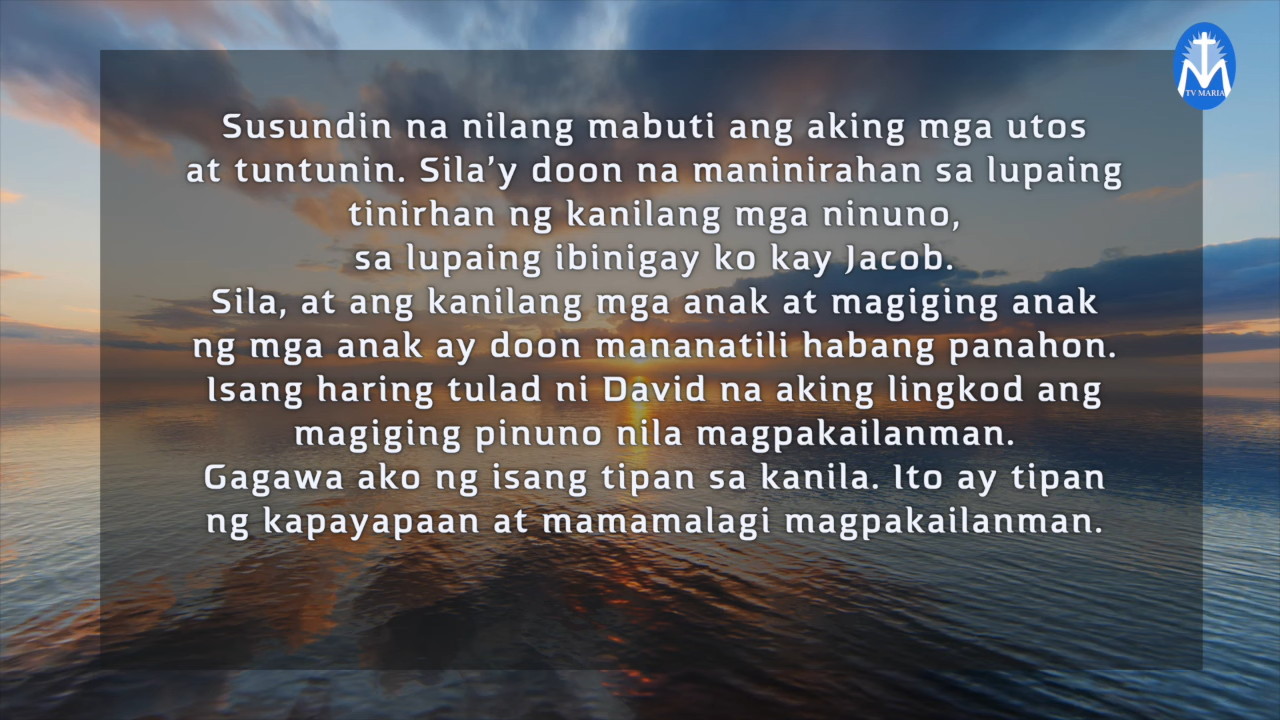 TV MARIA
Susundin na nilang mabuti ang aking mga utos
at tuntunin. Sila’y doon na maninirahan sa lupaing
tinirhan ng kanilang mga ninuno,
sa lupaing ibinigay ko kay Jacob.
Sila, at ang kanilang mga anak at magiging anak
ng mga anak ay doon mananatili habang panahon.
Isang haring tulad ni David na aking lingkod ang
magiging pinuno nila magpakailanman.
Gagawa ako ng isang tipan sa kanila. Ito ay tipan
ng kapayapaan at mamamalagi magpakailanman.